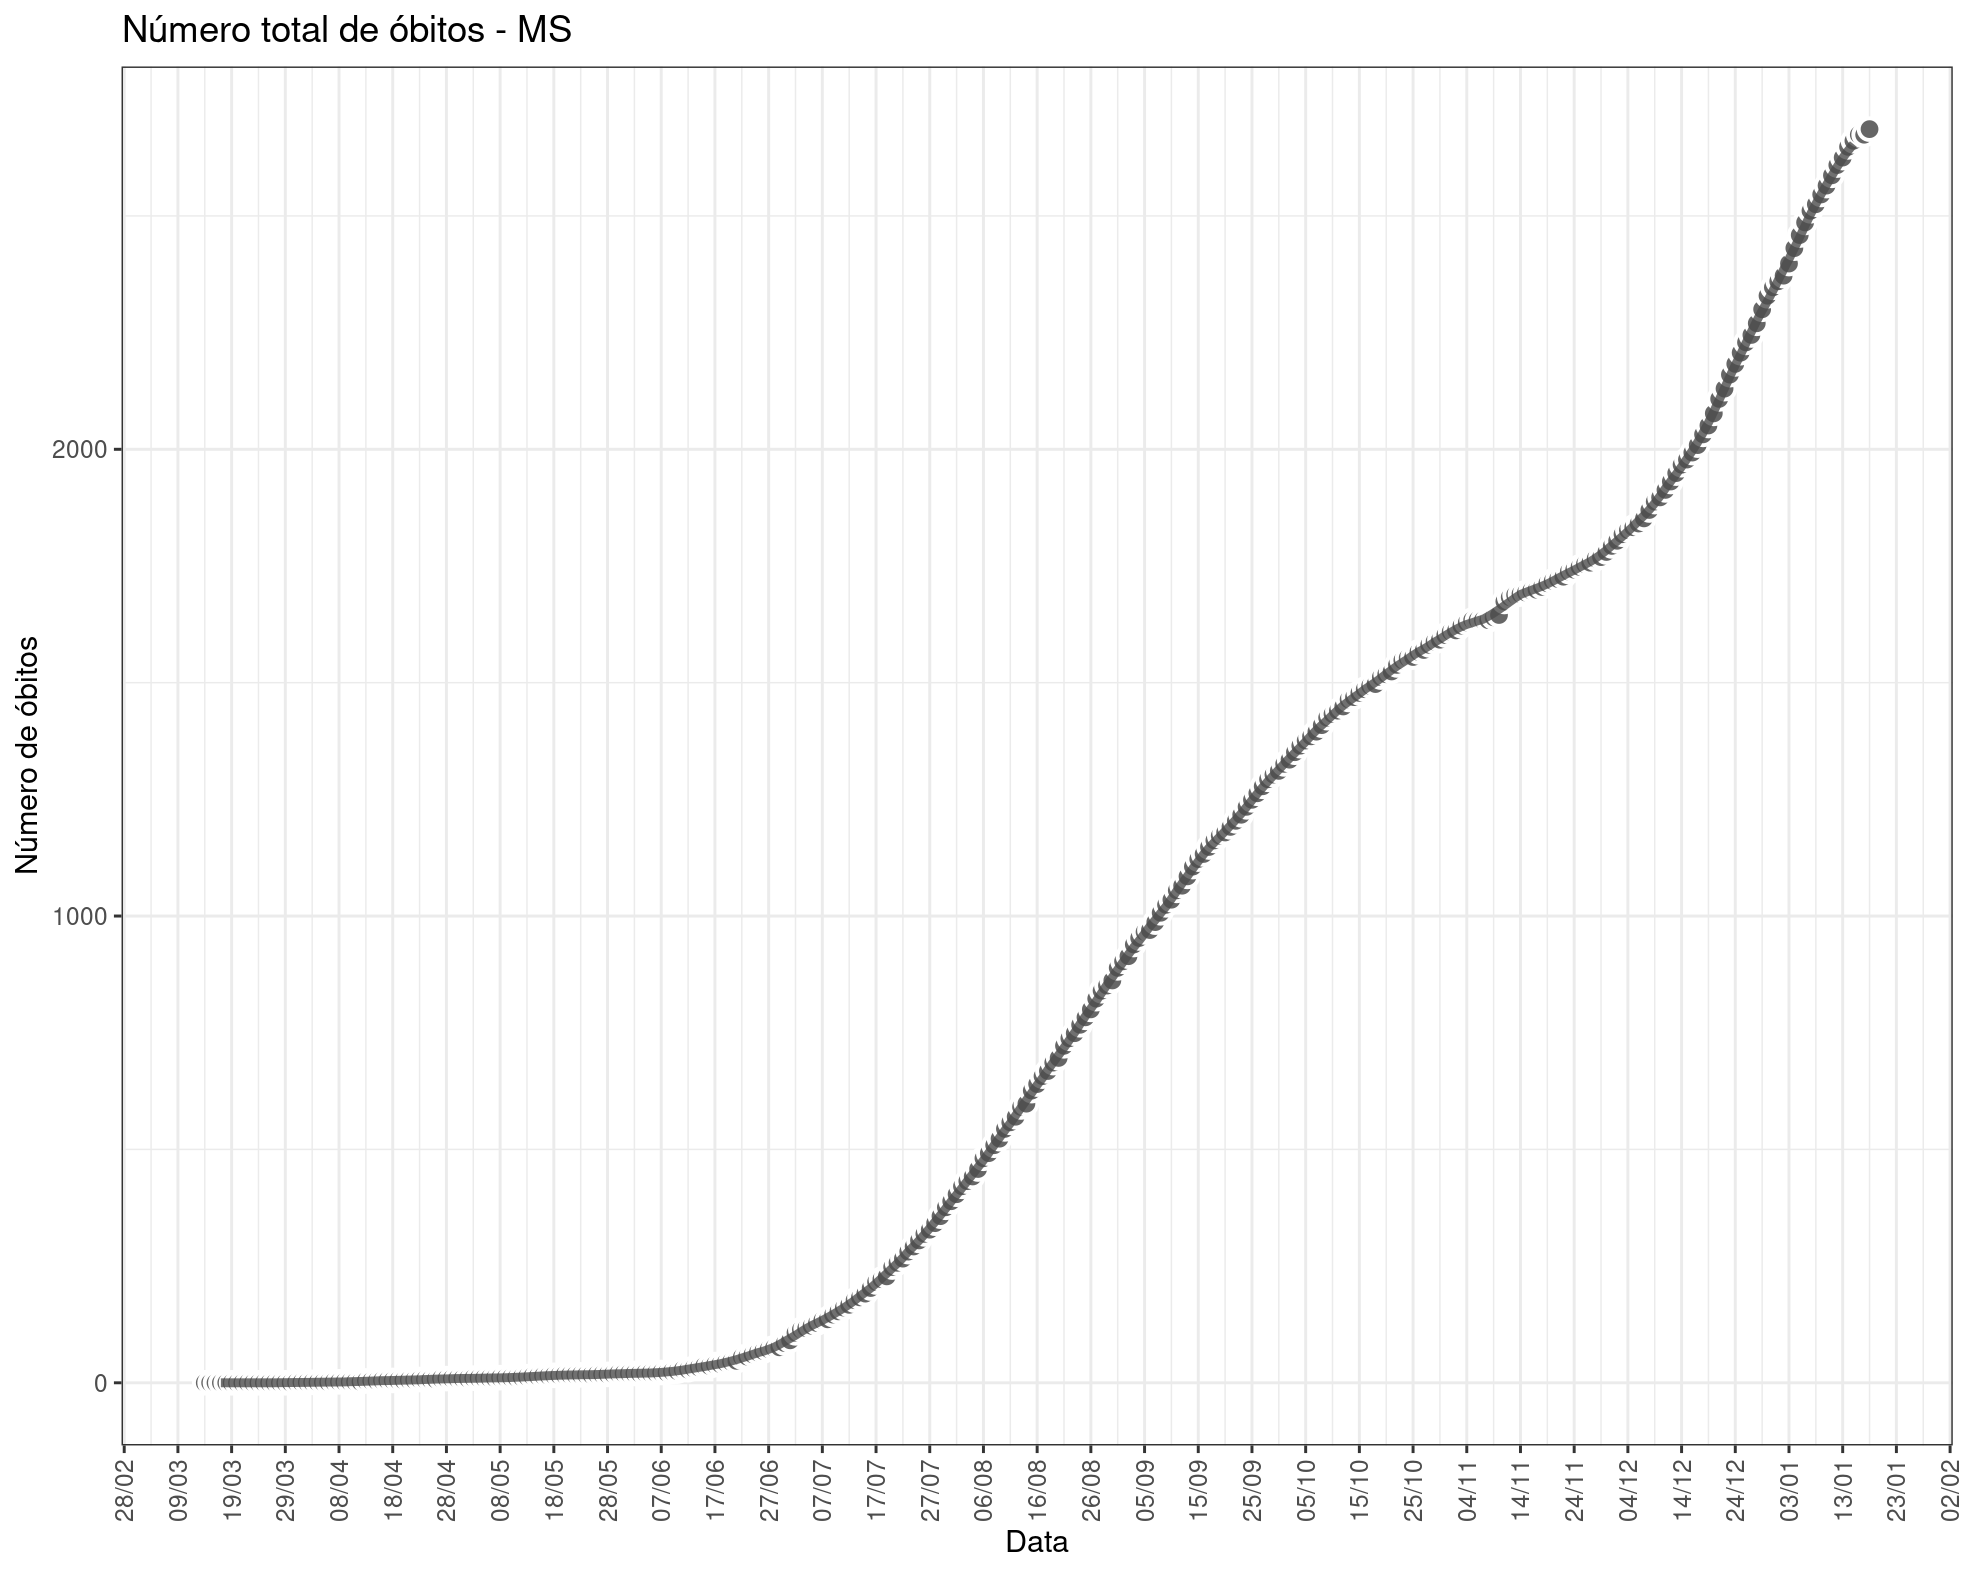 Número total de óbitos - MS
Número de óbitos
2000
1000
0
28/02 09/03 19/03 29/03 08/04 18/04 28/04 08/05 18/05 28/05 07/06 17/06 27/06 07/07 17/07 27/07 06/08 16/08 26/08 05/09 15/09 25/09 05/10 15/10 25/10 04/11 14/11 24/11 04/12 14/12 24/12 03/01 13/01 23/01 02/02
Data